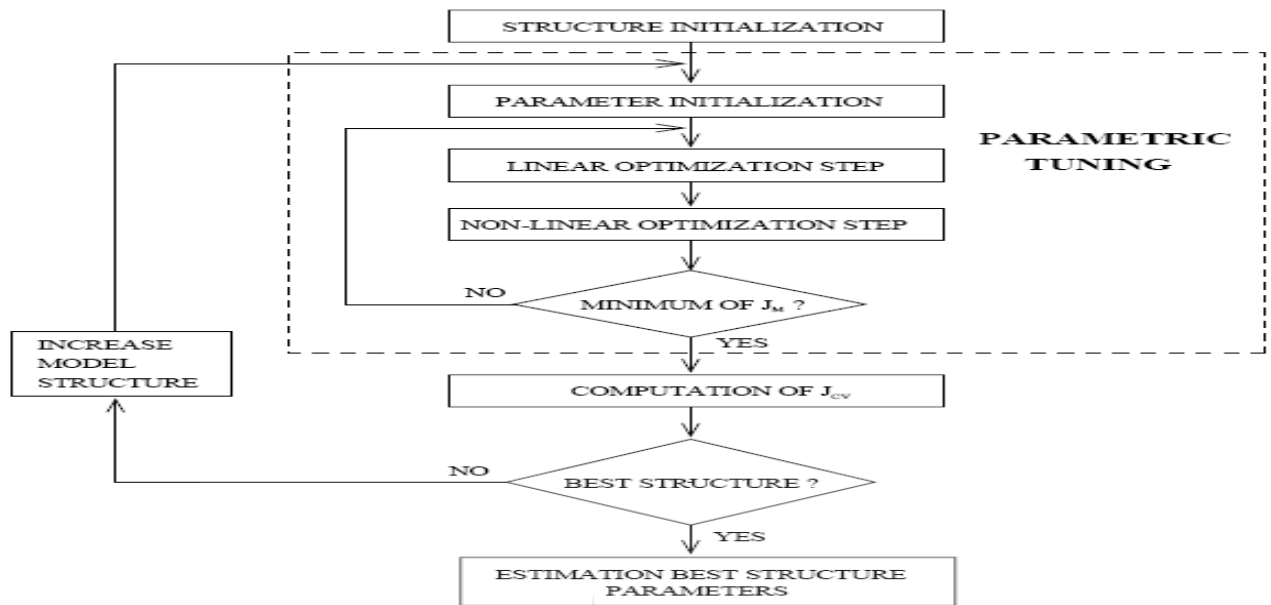 STRUCTURE INITIALIZATION
PARAMETER INITIALIZATION
PARAMETRIC
TUNING
LINEAR OPTIMIZATION STEP
NON-LINEAR OPTIMIZATION STEP
NO
MINIMUM OF J_M ?
YES
INCREASE
MODEL
STRUCTURE
COMPUTATION OF J_CV
NO
BEST STRUCTURE ?
YES
ESTIMATION BEST STRUCTURE
PARAMETERS